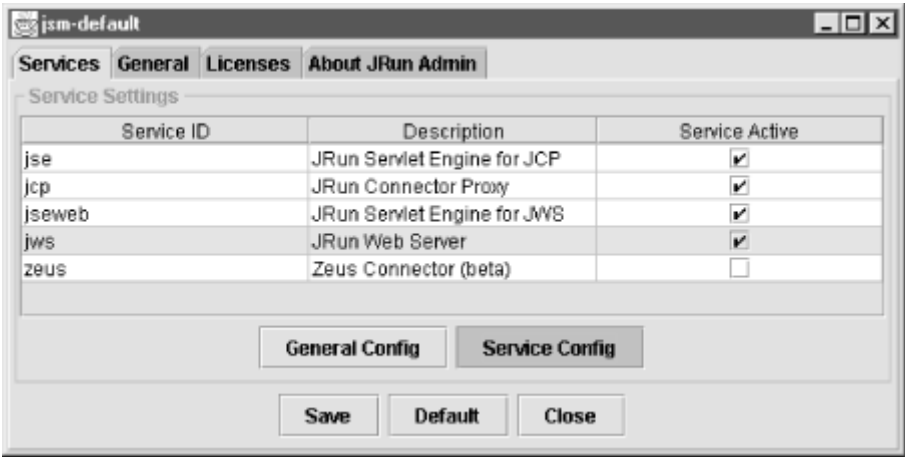 jsm-default
Services General Licenses About JRun Admin
Service Settings
Service ID Description Service Active
jse JRun Servlet Engine for JCP
jcp JRun Connector Proxy
jseweb JRun Servlet Engine for JWS
jws JRun Web Server
zeus Zeus Connector (beta)
General Config Service Config
Save Default Close